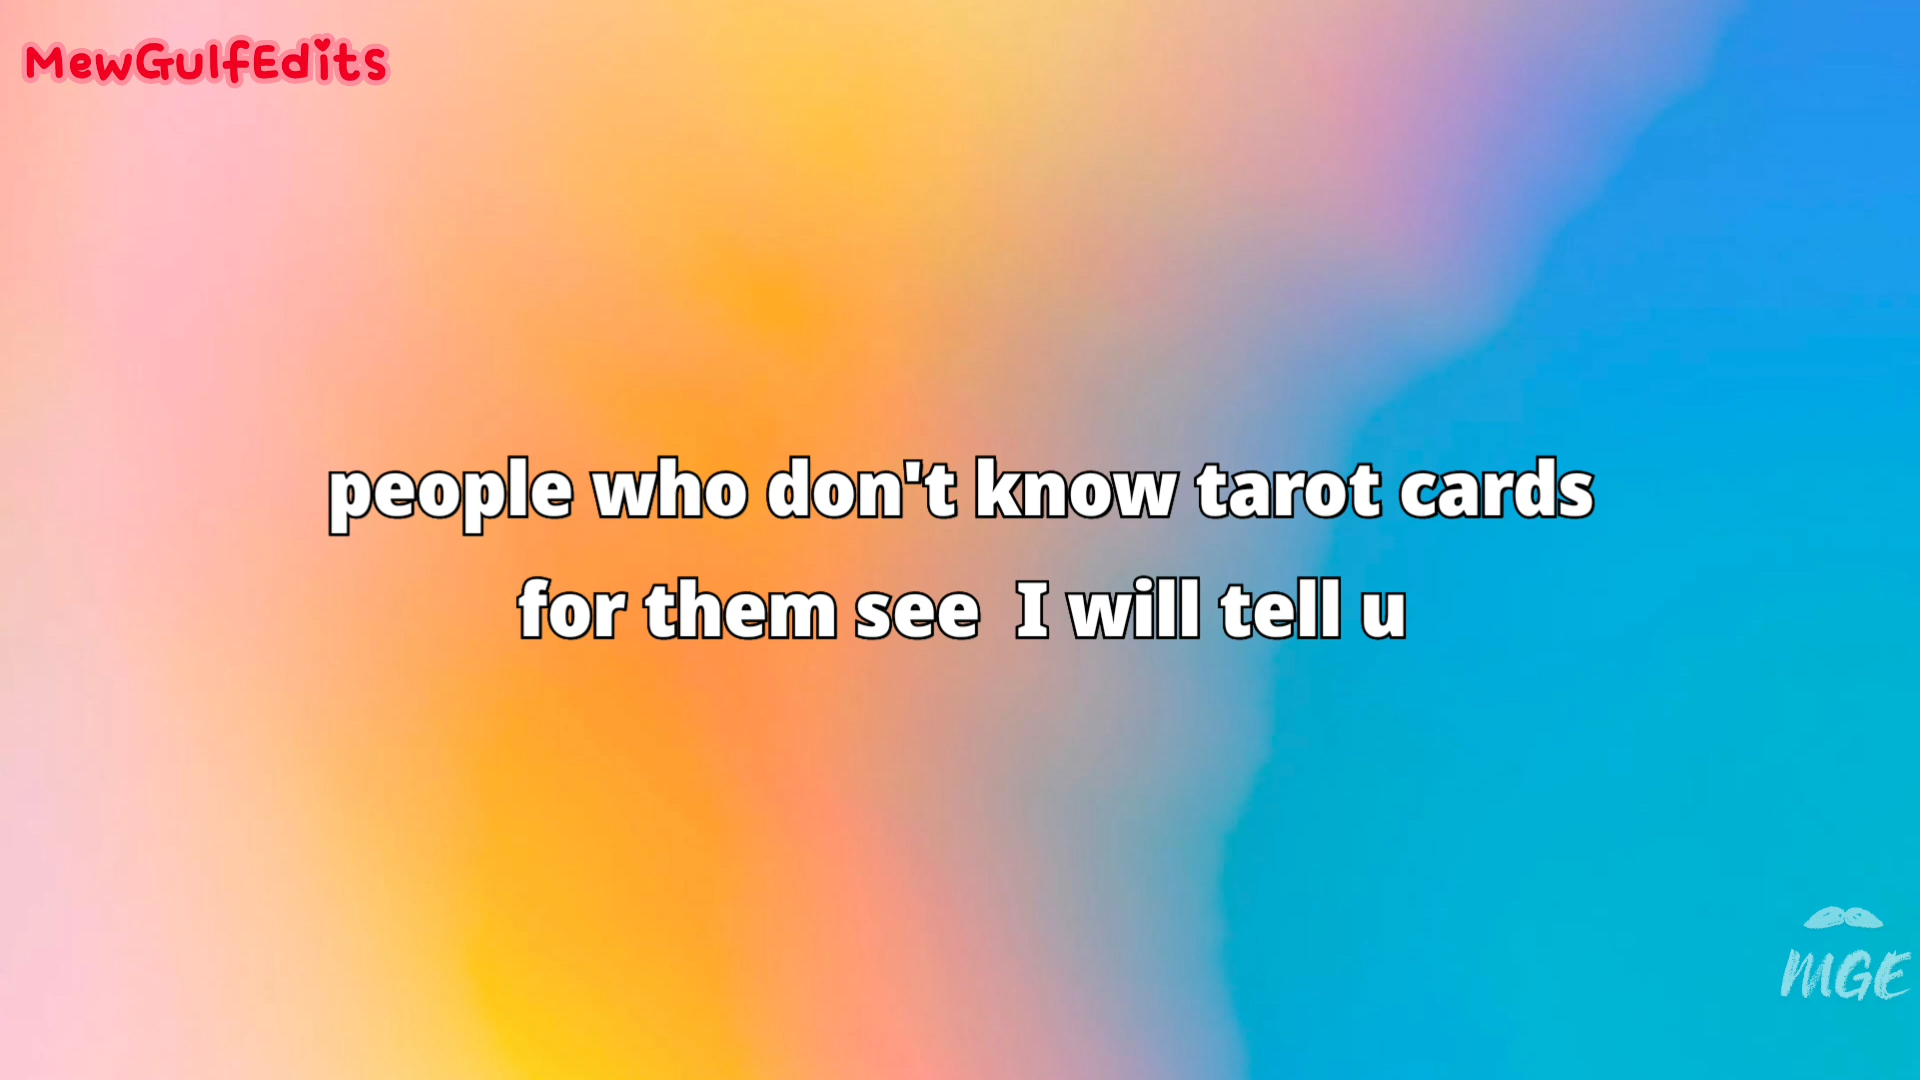 MewGulfEdits
people who don't know tarot cards
for them see  I will tell u
MGE